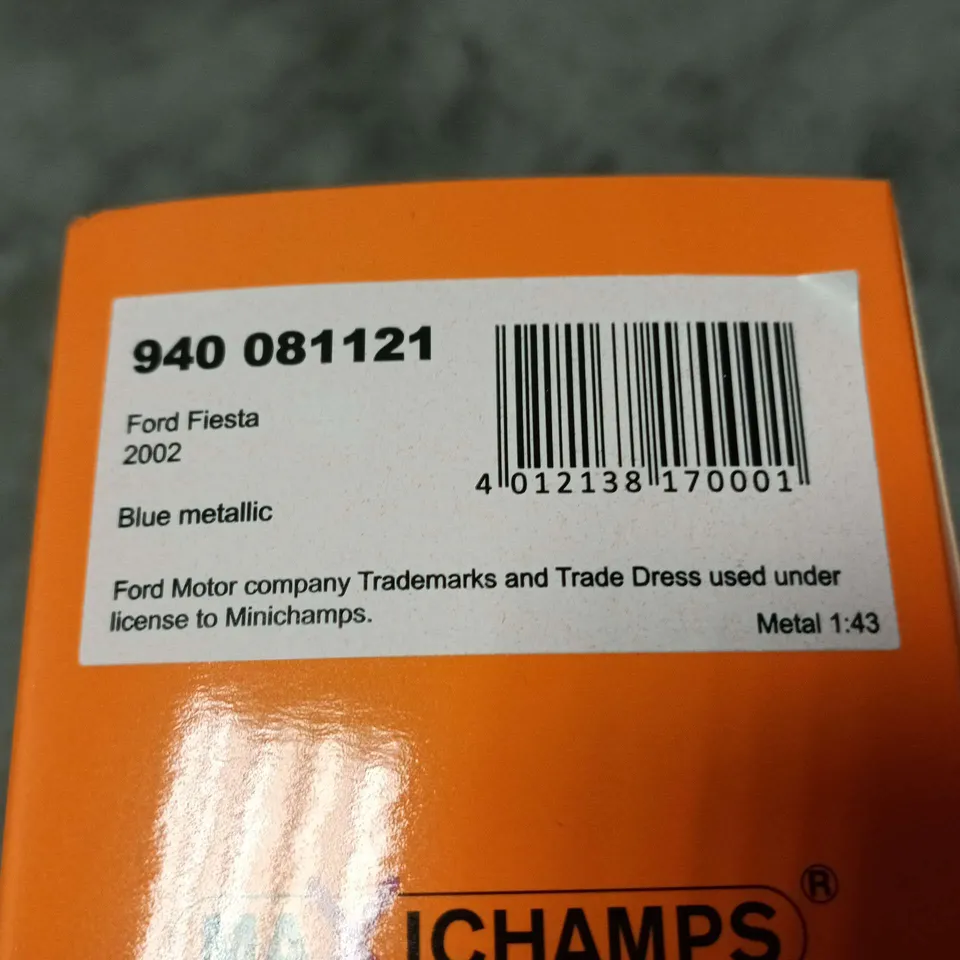 940 081121
Ford Fiesta
2002
Blue metallic
4 012138 170001
Ford Motor company Trademarks and Trade Dress used under
license to Minichamps.
Metal 1:43
MAXICHAMPS®